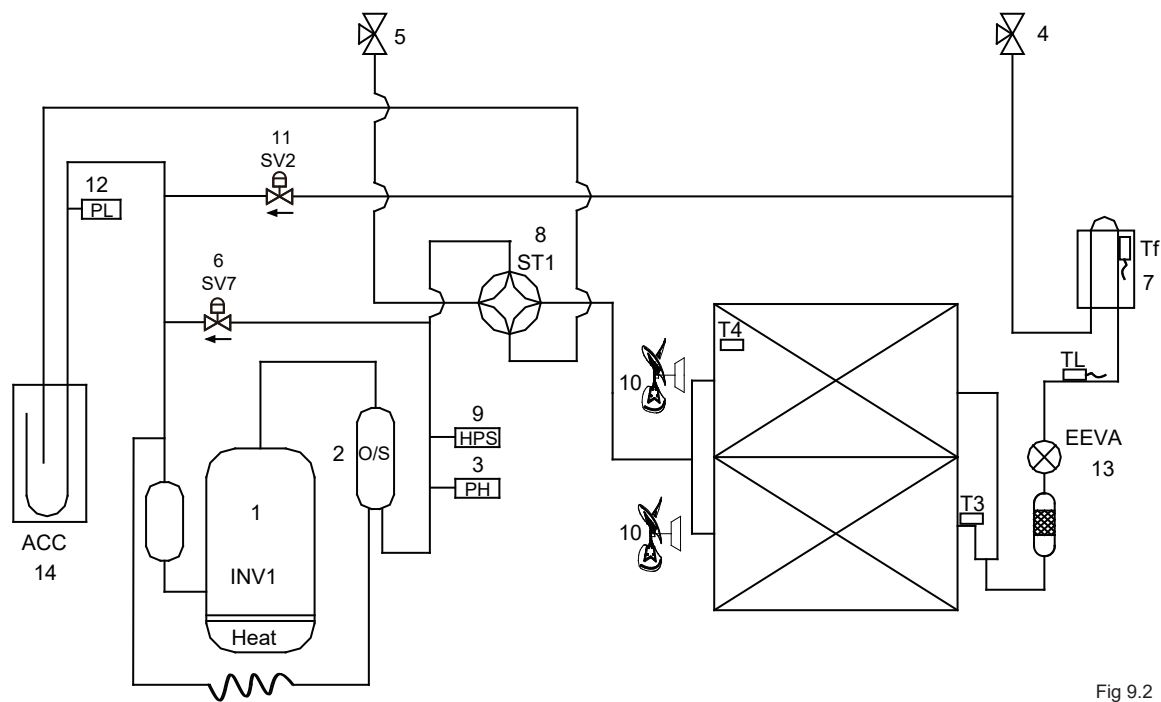 5
4
11
SV2
12
PL
6
SV7
8
ST1
Tf
7
T4
10
TL
9
HPS
2
O/S
3
PH
EEVA
13
1
T3
10
ACC
14
INV1
Heat
Fig 9.2